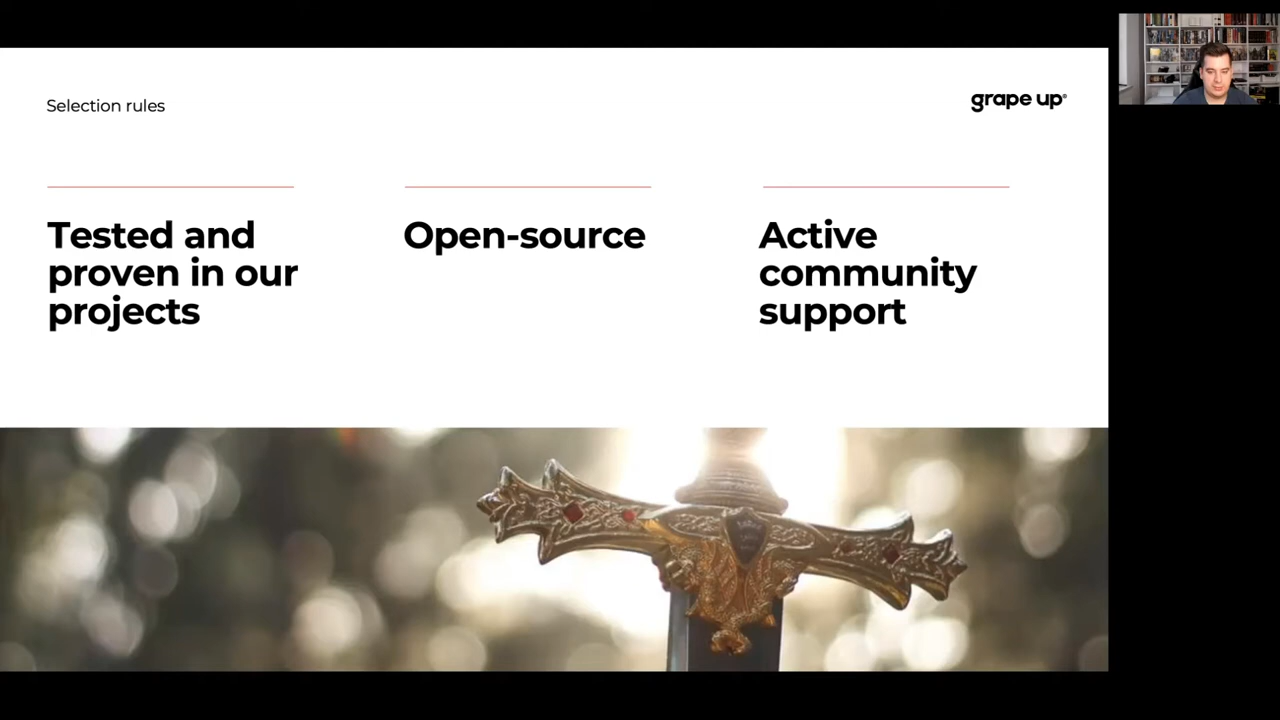 Selection rules
grape up®
Tested and
proven in our
projects
Open-source
Active
community
support